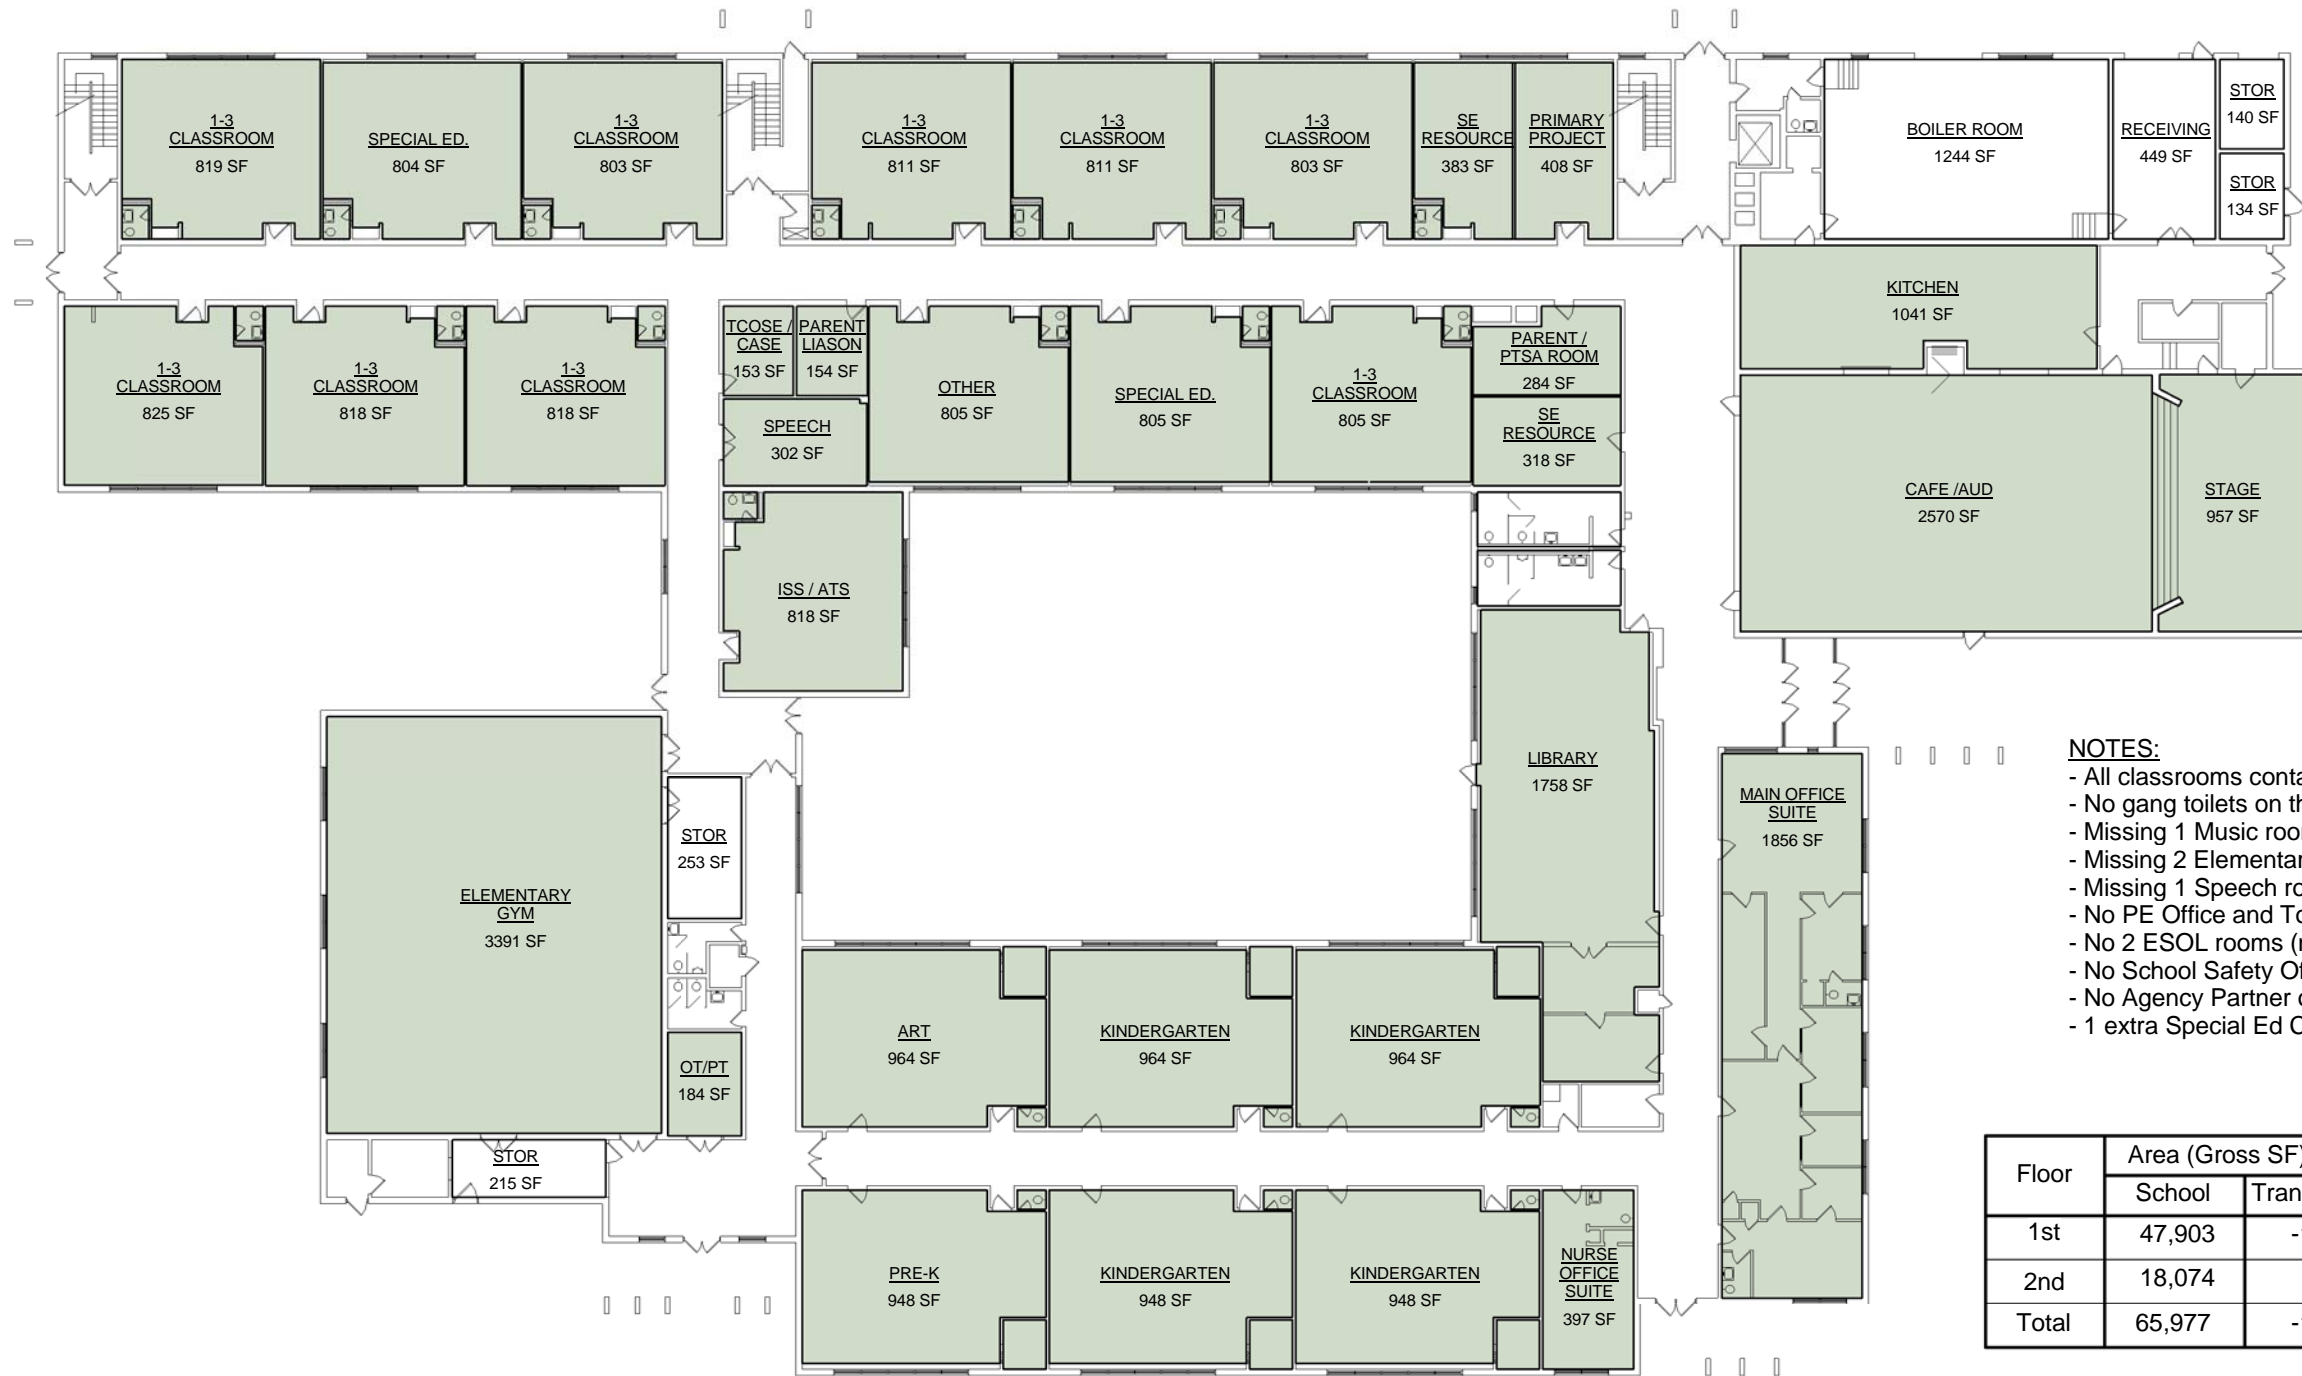 1-3
CLASSROOM
819 SF
SPECIAL ED.
804 SF
1-3
CLASSROOM
803 SF
1-3
CLASSROOM
811 SF
1-3
CLASSROOM
811 SF
1-3
CLASSROOM
803 SF
SE
RESOURCE
383 SF
PRIMARY
PROJECT
408 SF
BOILER ROOM
1244 SF
RECEIVING
449 SF
STOR
140 SF
STOR
134 SF
KITCHEN
1041 SF
1-3
CLASSROOM
825 SF
1-3
CLASSROOM
818 SF
1-3
CLASSROOM
818 SF
TCOSE /
CASE
153 SF
PARENT
LIASON
154 SF
SPEECH
302 SF
OTHER
805 SF
SPECIAL ED.
805 SF
1-3
CLASSROOM
805 SF
PARENT /
PTSA ROOM
284 SF
SE
RESOURCE
318 SF
CAFE /AUD
2570 SF
STAGE
957 SF
ISS / ATS
818 SF
LIBRARY
1758 SF
MAIN OFFICE
SUITE
1856 SF
STOR
253 SF
ELEMENTARY
GYM
3391 SF
OT/PT
184 SF
STOR
215 SF
ART
964 SF
KINDERGARTEN
964 SF
KINDERGARTEN
964 SF
PRE-K
948 SF
KINDERGARTEN
948 SF
KINDERGARTEN
948 SF
NURSE
OFFICE
SUITE
397 SF
NOTES:
- All classrooms conta
- No gang toilets on th
- Missing 1 Music roo
- Missing 2 Elementar
- Missing 1 Speech ro
- No PE Office and To
- No 2 ESOL rooms (
- No School Safety Of
- No Agency Partner
- 1 extra Special Ed C
Floor Area (Gross SF)
School Tran
1st 47,903 -
2nd 18,074
Total 65,977 -